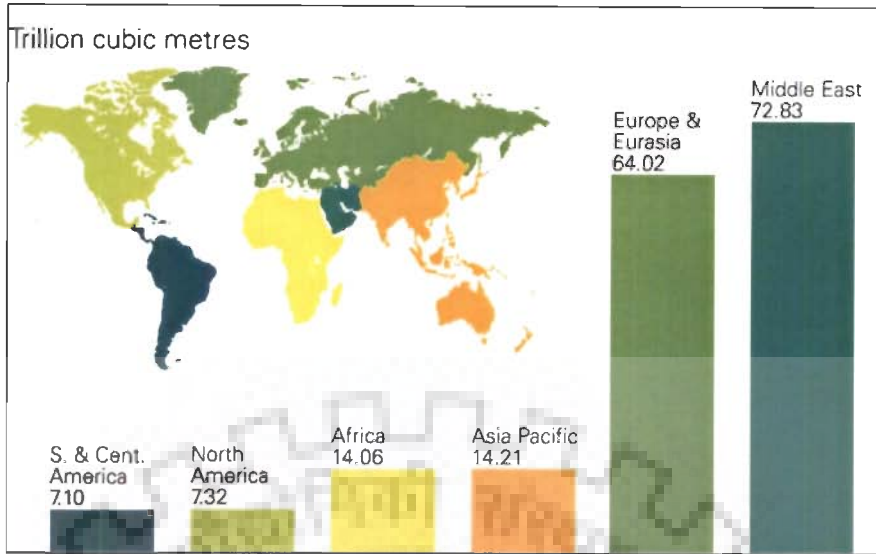 Trillion cubic metres
Middle East
72.83
Europe &
Eurasia
64.02
Africa
14.06
Asia Pacific
14.21
S. & Cent.
America
7.10
North
America
7.32